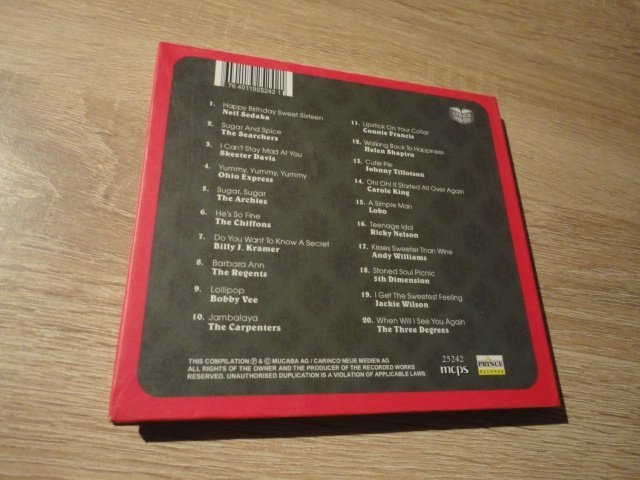 76 4011925242 1
1. Happy Birthday Sweet Sixteen
Neil Sedaka
2. Sugar And Spice
The Searchers
3. I Can't Stay Mad At You
Skeeter Davis
4. Yummy, Yummy, Yummy
Ohio Express
5. Sugar, Sugar
The Archies
6. He's So Fine
The Chiffons
7. Do You Want To Know A Secret
Billy J. Kramer
8. Barbara Ann
The Regents
9. Lollipop
Bobby Vee
10. Jambalaya
The Carpenters
11. Lipstick On Your Collar
Connie Francis
12. Walking Back To Happiness
Helen Shapiro
13. Cutie Pie
Johnny Tillotson
14. Oh! Oh! It Started All Over Again
Carole King
15. A Simple Man
Lobo
16. Teenage Idol
Ricky Nelson
17. Kisses Sweeter Than Wine
Andy Williams
18. Stoned Soul Picnic
5th Dimension
19. I Get The Sweetest Feeling
Jackie Wilson
20. When Will I See You Again
The Three Degrees
THIS COMPILATION ℗ & © MUCABA AG / CARINCO NEUE MEDIEN AG
ALL RIGHTS OF THE OWNER AND THE PRODUCER OF THE RECORDED WORKS
RESERVED. UNAUTHORISED DUPLICATION IS A VIOLATION OF APPLICABLE LAWS.
25242
mcps
PRINCE
RECORDS